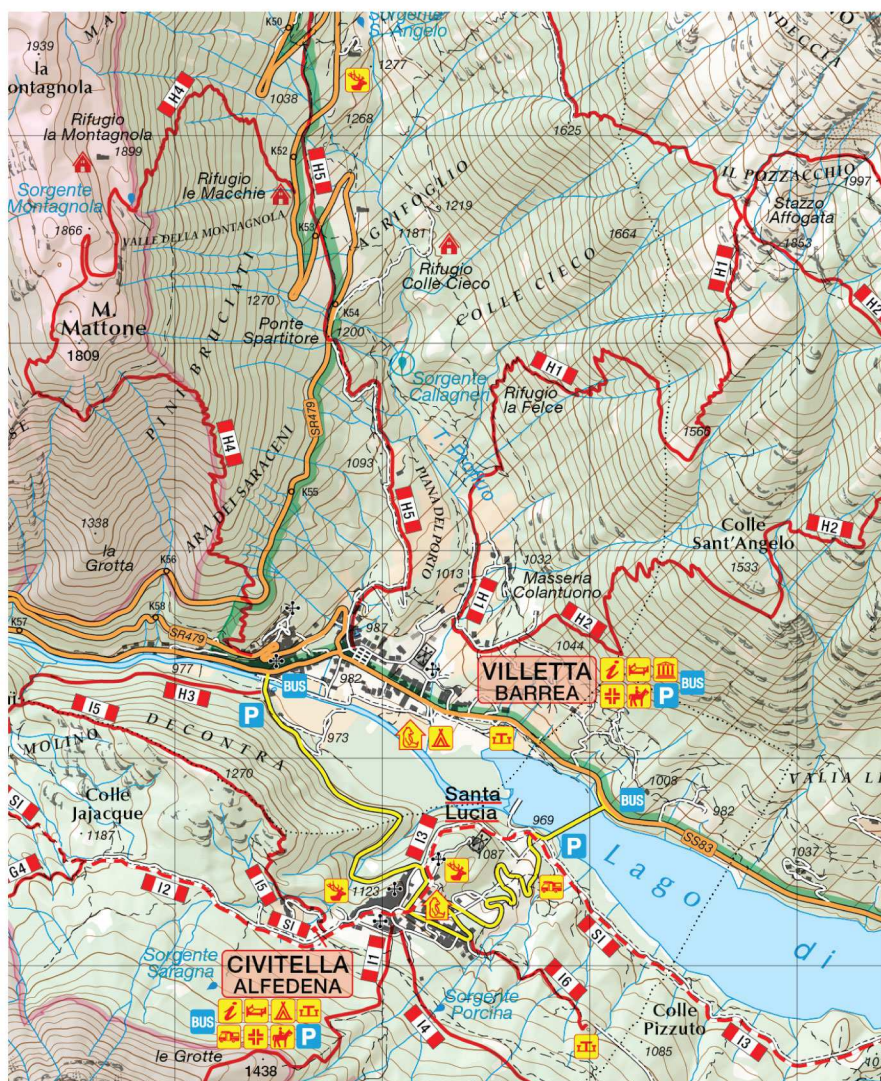 K50
Sorgente
S. Angelo
1939
la
ontagnola
H4
1277
1038
1268
NDECCIA
Rifugio
la Montagnola
1899
K52
H5
1625
IL POZZACCHIO
1997
Sorgente
Montagnola
Rifugio
le Macchie
AGRIFOGLIO
1219
Stazzo
Affogata
1866
VALLE DELLA MONTAGNOLA
K53
1181
Rifugio
Colle Cieco
1664
1853
H1
H2
M.
Mattone
1809
PINI BRUCIATI
1270
K54
Ponte
Spartitore
1200
COLLE CIECO
Sorgente
Callagneri
H1
Rifugio
la Felce
SE
H4
SR479
T. Profluo
1566
1093
ARA DEI SARACENI
K55
H5
PIANA DEL PORTO
1338
la
Grotta
Colle
Sant'Angelo
H2
1533
K56
1013
1032
Masseria
Colantuono
H1
H2
K58
K57
SR479
987
1044
977
982
BUS
VILLETTA
BARREA
i
P
BUS
H3
I5
P
DECONTRA
973
MOLINO
1270
Colle
Jajacque
1187
SI
Santa
Lucia
969
1008
BUS
982
VALIA LE
SS83
1037
I3
1087
P
G4
I2
I5
1123
Lago di
SI
SI
Sorgente
Saragna
CIVITELLA
ALFEDENA
I1
I6
BUS
i
P
I4
Sorgente
Porcina
Colle
Pizzuto
I3
le Grotte
1438
1085